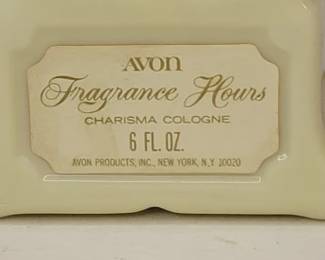 AVON
Fragrance Hours
CHARISMA COLOGNE
6 FL. OZ.
AVON PRODUCTS, INC., NEW YORK, N.Y 10020